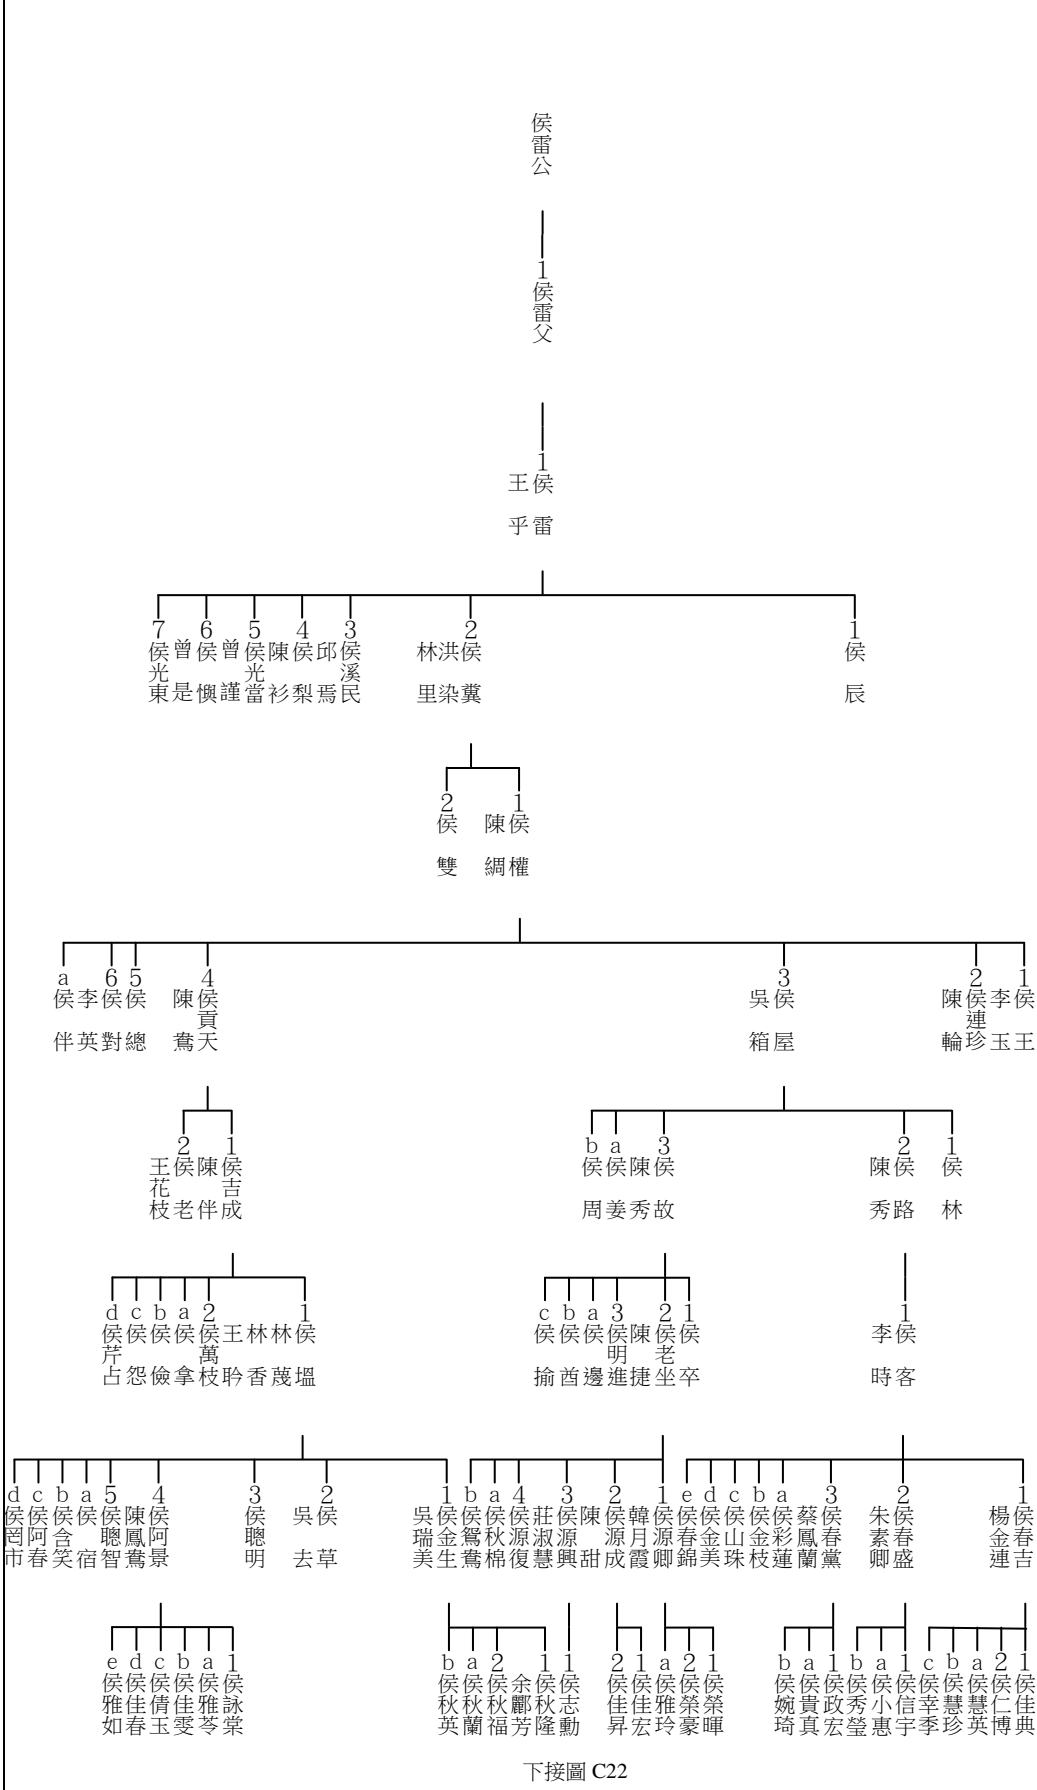 侯雷公
1侯雷父
1侯 雷
王 乎
1侯 辰
2侯 糞
洪 染
林 里
3侯溪民
邱 焉
4侯 梨
陳 衫
5侯光當
曾 謹
6侯 懊
曾 是
7侯光東
1侯 權
陳 綢
2侯 雙
1侯 王
李 玉
2侯連珍
陳 輪
3侯 屋
吳 箱
4侯貢天
陳 鴦
5侯 總
6侯 對
李 英
a侯 伴
1侯 林
2侯 路
陳 秀
3侯 故
陳 秀
a侯 姜
b侯 周
1侯吉成
陳 伴
2侯 老
王花枝
1侯 客
李 時
1侯 卒
2侯老坐
陳 捷
3侯明進
a侯 邊
b侯 酋
c侯 揄
1侯 塭
林 蔑
林 香
王 聆
2侯萬枝
a侯 拿
b侯 儉
c侯 怨
d侯芹占
1侯春吉
楊金連
2侯春盛
朱素卿
3侯春黨
蔡鳳蘭
a侯彩蓮
b侯金枝
c侯山珠
d侯金美
e侯春錦
1侯源卿
韓月霞
2侯源成
陳 甜
3侯源興
莊淑慧
4侯源復
a侯秋棉
b侯鴛鴦
1侯金生
吳瑞美
2侯 草
吳 去
3侯聰明
4侯阿景
陳鳳鴦
5侯聰智
a侯 宿
b侯含笑
c侯阿春
d侯罔市
1侯佳典
2侯仁博
a侯慧英
b侯慧珍
c侯幸季
1侯信宇
a侯小惠
b侯秀瑩
1侯政宏
a侯貴真
b侯婉琦
1侯榮暉
2侯榮豪
a侯雅玲
1侯佳宏
2侯佳昇
1侯志勳
1侯秋隆
余酈芳
2侯秋福
a侯秋蘭
b侯秋英
1侯詠棠
a侯雅苓
b侯佳雯
c侯倩玉
d侯佳春
e侯雅如
下接圖 C22